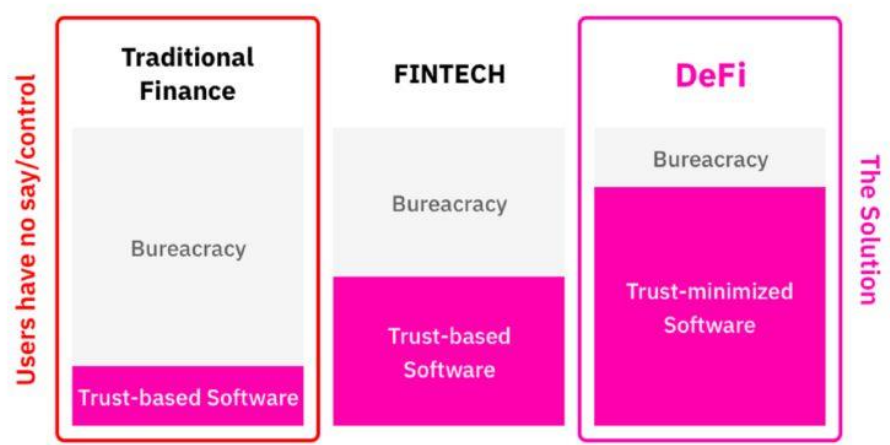 Users have no say/control
Traditional
Finance
Bureacracy
Trust-based Software
FINTECH
Bureacracy
Trust-based
Software
DeFi
Bureacracy
Trust-minimized
Software
The Solution